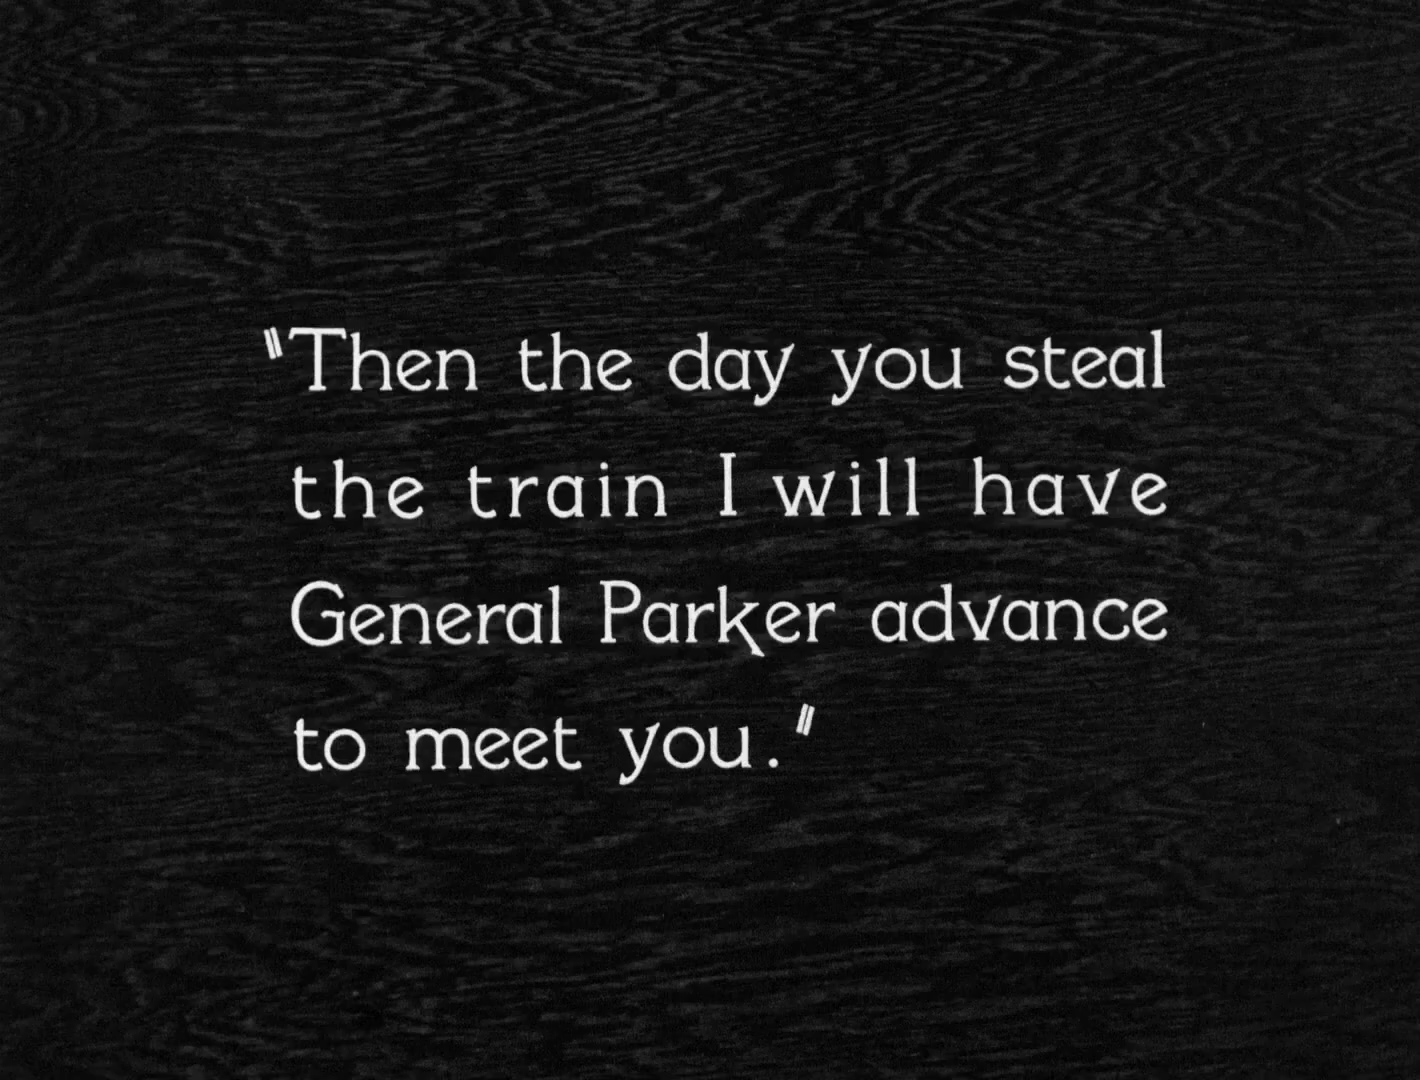 "Then the day you steal
the train I will have
General Parker advance
to meet you."